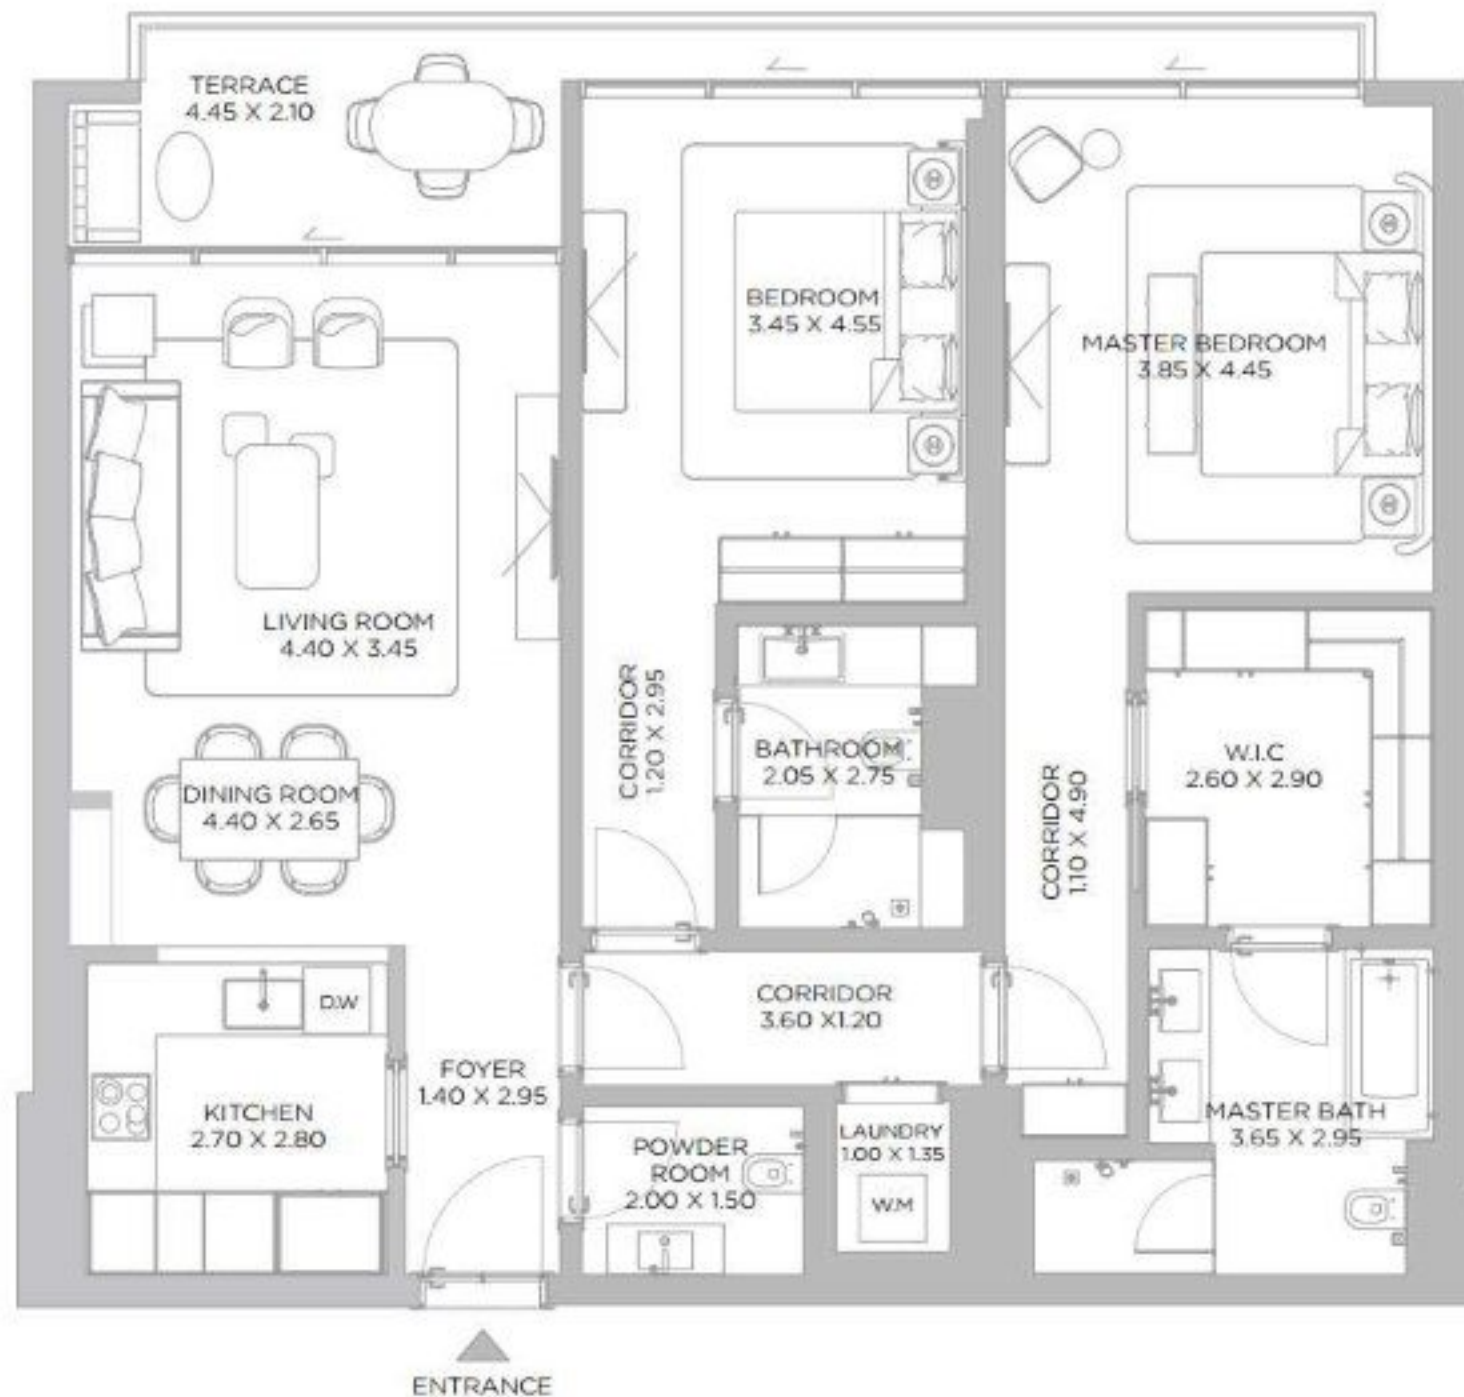 TERRACE
4.45 X 2.10
BEDROOM
3.45 X 4.55
MASTER BEDROOM
3.85 X 4.45
LIVING ROOM
4.40 X 3.45
CORRIDOR
1.20 X 2.95
BATHROOM
2.05 X 2.75
W.I.C
2.60 X 2.90
DINING ROOM
4.40 X 2.65
CORRIDOR
1.10 X 4.90
D.W
CORRIDOR
3.60 X1.20
FOYER
1.40 X 2.95
KITCHEN
2.70 X 2.80
POWDER
ROOM
2.00 X 1.50
LAUNDRY
1.00 X 1.35
W.M
MASTER BATH
3.65 X 2.95
ENTRANCE